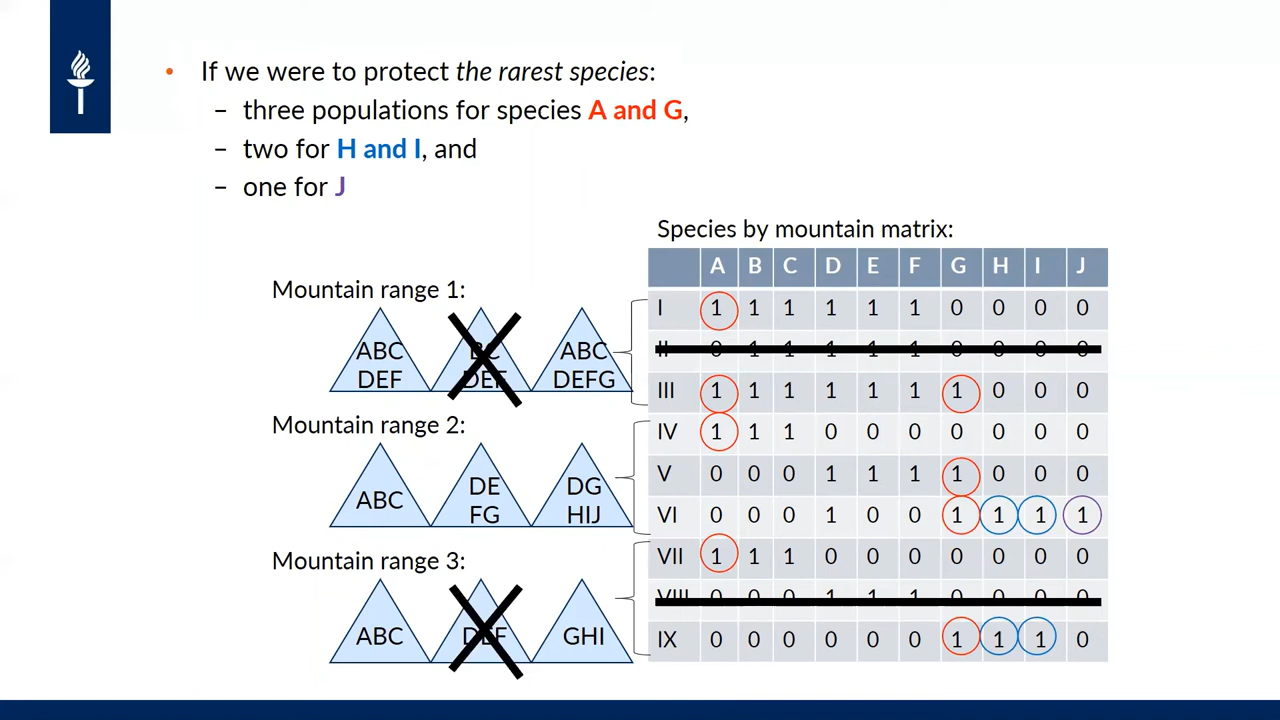 • If we were to protect the rarest species:
– three populations for species A and G,
– two for H and I, and
– one for J
Species by mountain matrix:
A B C D E F G H I J
I 1 1 1 1 1 1 0 0 0 0
II 0 1 1 1 1 1 0 0 0 0
III 1 1 1 1 1 1 1 0 0 0
IV 1 1 1 0 0 0 0 0 0 0
V 0 0 0 1 1 1 1 0 0 0
VI 0 0 0 1 0 0 1 1 1 1
VII 1 1 1 0 0 0 0 0 0 0
VIII 0 0 0 1 1 1 0 0 0 0
IX 0 0 0 0 0 0 1 1 1 0
Mountain range 1:
ABC
DEF
BC
DEF
ABC
DEFG
Mountain range 2:
ABC
DE
FG
DG
HIJ
Mountain range 3:
ABC
DEF
GHI